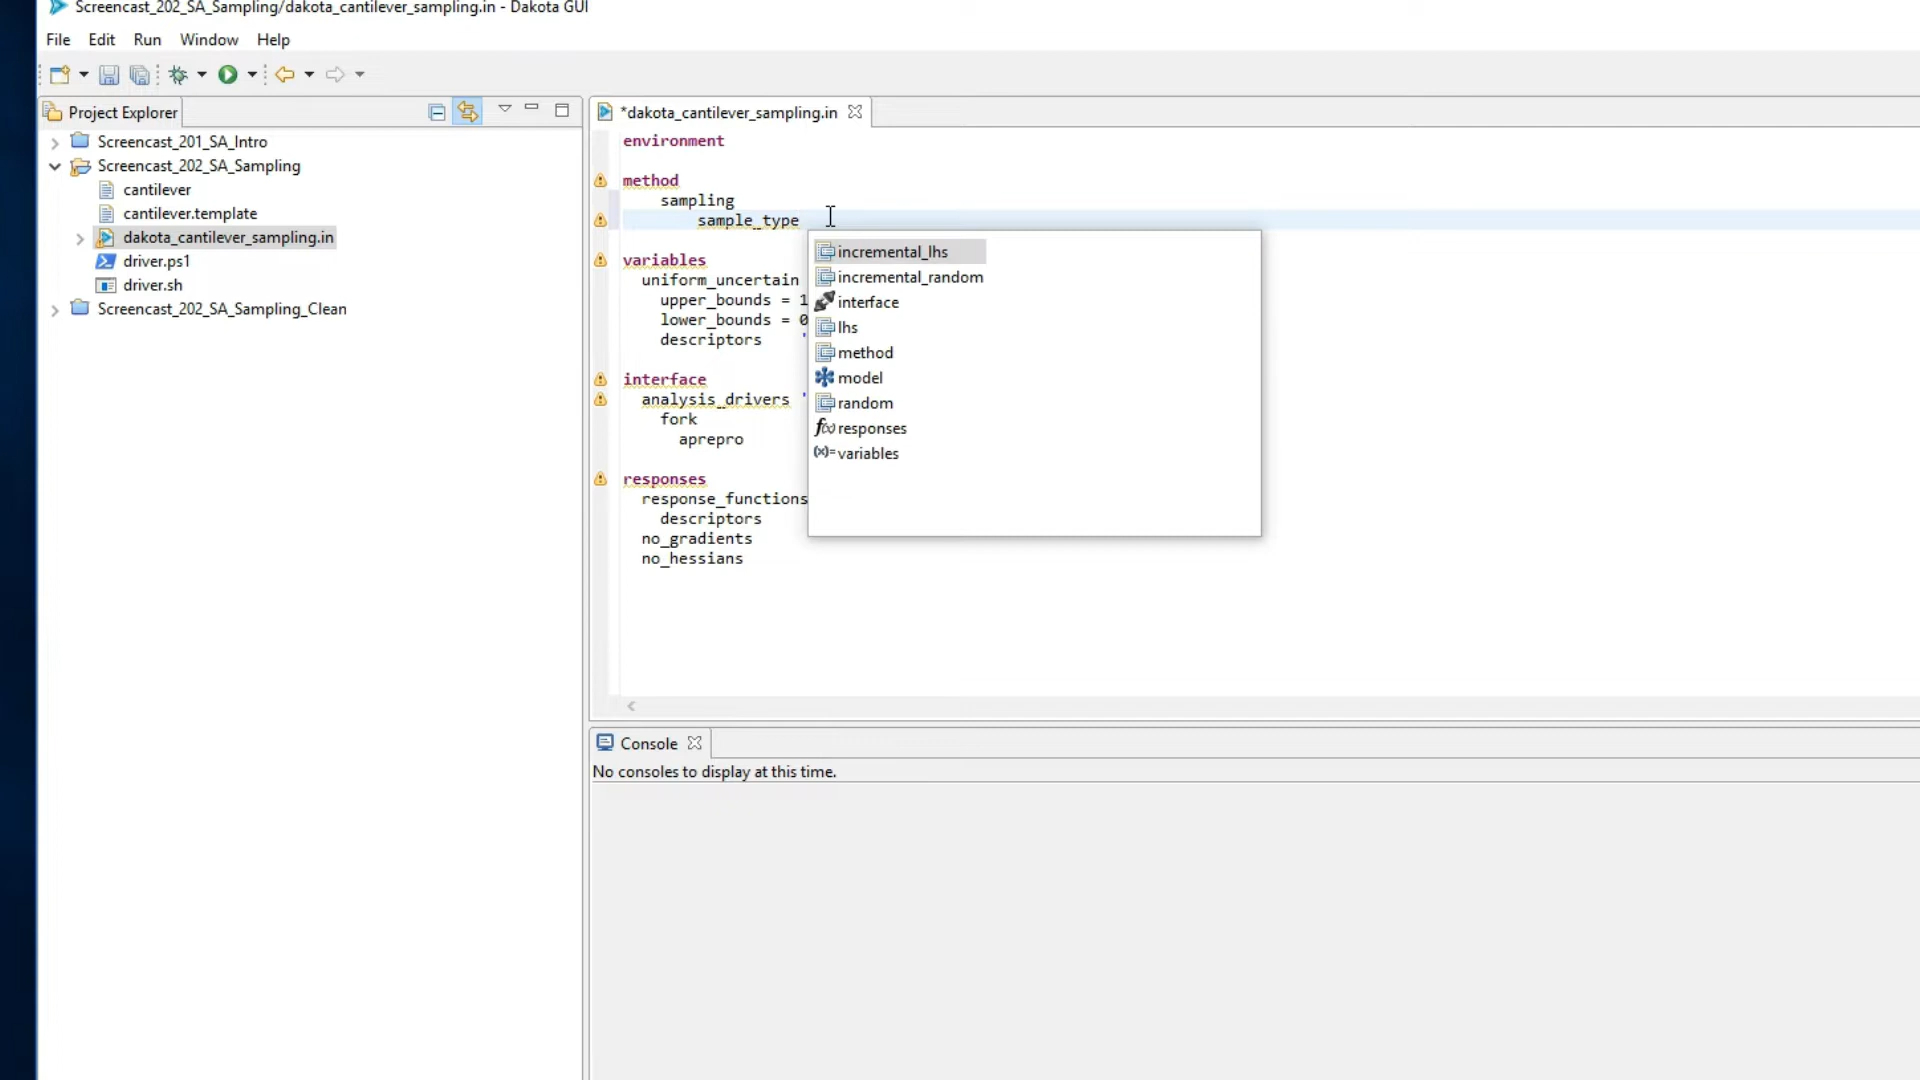 Screencast_202_SA_Sampling/dakota_cantilever_sampling.in - Dakota GUI
File Edit Run Window Help
Project Explorer
Screencast_201_SA_Intro
Screencast_202_SA_Sampling
cantilever
cantilever.template
dakota_cantilever_sampling.in
driver.ps1
driver.sh
Screencast_202_SA_Sampling_Clean
*dakota_cantilever_sampling.in
environment
method
sampling
sample_type
variables
uniform_uncertain
upper_bounds = 1
lower_bounds = 0
descriptors '
interface
analysis_drivers '
fork
aprepro
responses
response_functions
descriptors
no_gradients
no_hessians
incremental_lhs
incremental_random
interface
lhs
method
model
random
f(x) responses
(x)= variables
Console
No consoles to display at this time.